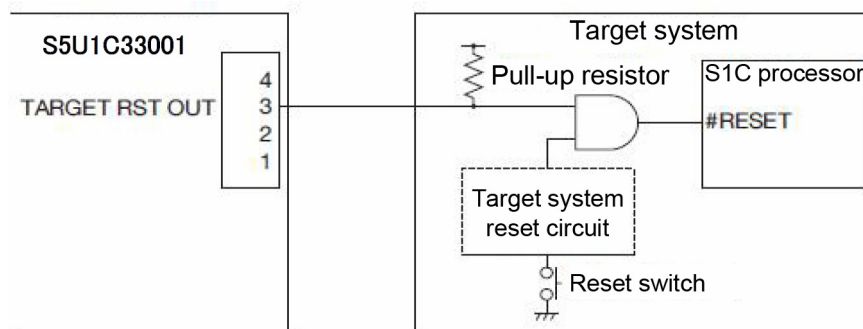 S5U1C33001
4
TARGET RST OUT 3
2
1
Target system
Pull-up resistor
S1C processor
#RESET
Target system
reset circuit
Reset switch